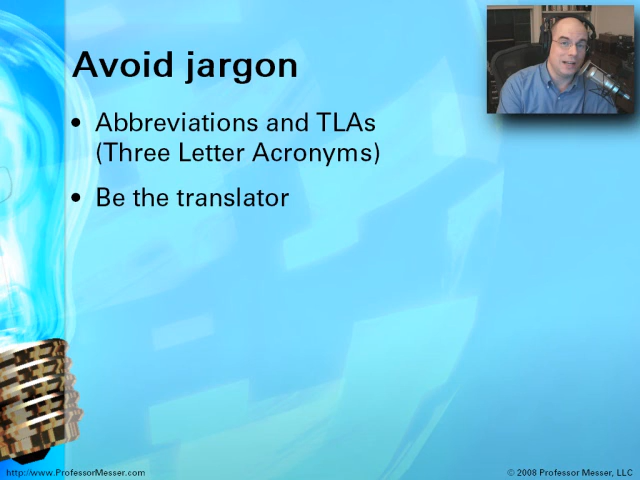 Avoid jargon
• Abbreviations and TLAs
(Three Letter Acronyms)
• Be the translator
http://www.ProfessorMesser.com
© 2008 Professor Messer, LLC